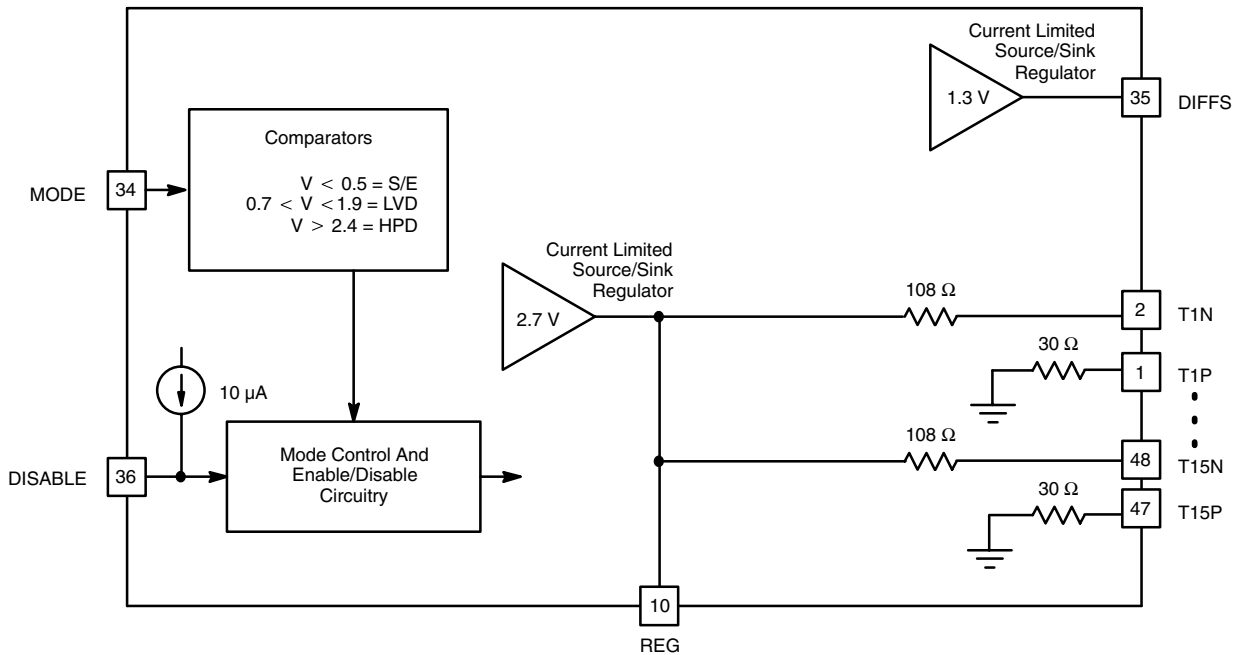 Current Limited
Source/Sink
Regulator
1.3 V
35
DIFFS
Comparators
V < 0.5 = S/E
0.7 < V <1.9 = LVD
V > 2.4 = HPD
MODE
34
Current Limited
Source/Sink
Regulator
2.7 V
108 Ω
2
T1N
30 Ω
1
T1P
10 µA
108 Ω
48
T15N
DISABLE
36
Mode Control And
Enable/Disable
Circuitry
30 Ω
47
T15P
10
REG